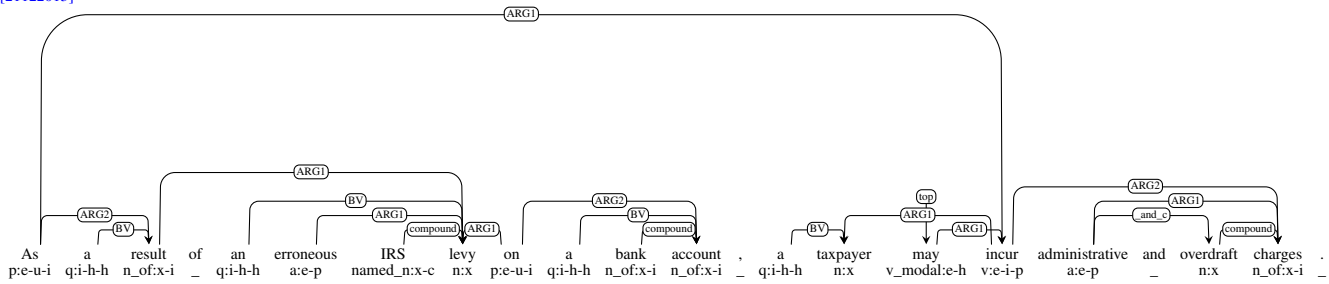 [21122015]
ARG1
ARG1
BV
ARG2
ARG2
top
ARG2 ARG1 BV ARG1 ARG1
BV compound ARG1 compound BV ARG1 _and_c compound
As a result of an erroneous IRS levy on a bank account , a taxpayer may incur administrative and overdraft charges .
p:e-u-i q:i-h-h n_of:x-i _ q:i-h-h a:e-p named_n:x-c n:x p:e-u-i q:i-h-h n_of:x-i n_of:x-i _ q:i-h-h n:x v_modal:e-h v:e-i-p a:e-p _ n:x n_of:x-i _